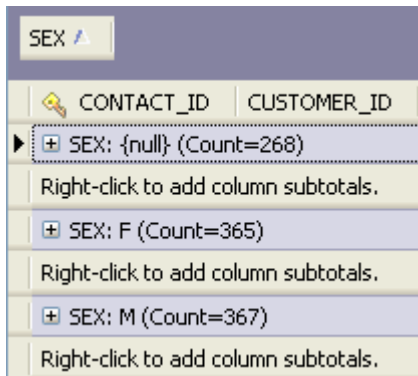 SEX
CONTACT_ID CUSTOMER_ID
SEX: {null} (Count=268)
Right-click to add column subtotals.
SEX: F (Count=365)
Right-click to add column subtotals.
SEX: M (Count=367)
Right-click to add column subtotals.